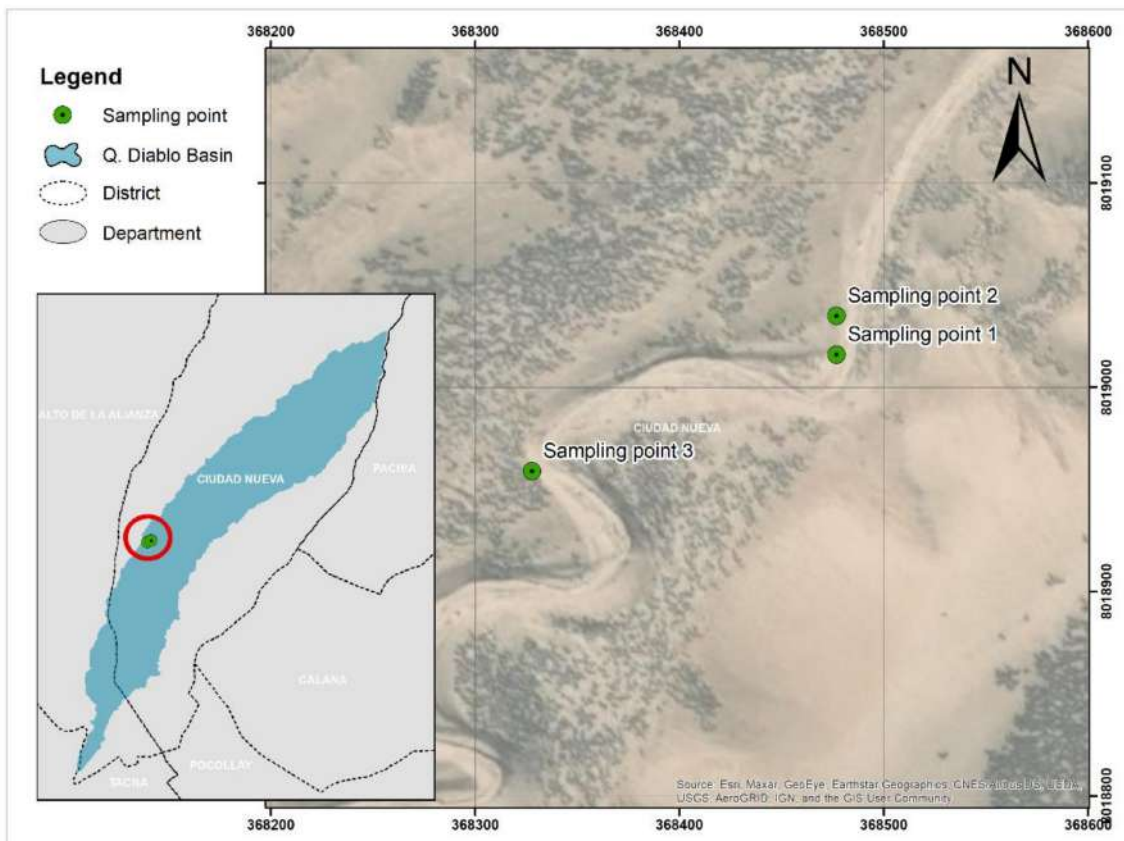 368200 368300 368400 368500 368600
N
Legend
Sampling point
Q. Diablo Basin
District
Department
8019100
Sampling point 2
Sampling point 1
8019000
CIUDAD NUEVA
Sampling point 3
8018900
ALTO DE LA ALIANZA
CIUDAD NUEVA
PACHIA
CALANA
POCOLLAY
TACNA
Source: Esri, Maxar, GeoEye, Earthstar Geographics,
USGS, AeroGRID, IGN, and the GIS User Community
8018800
368200 368300 368400 368500 368600